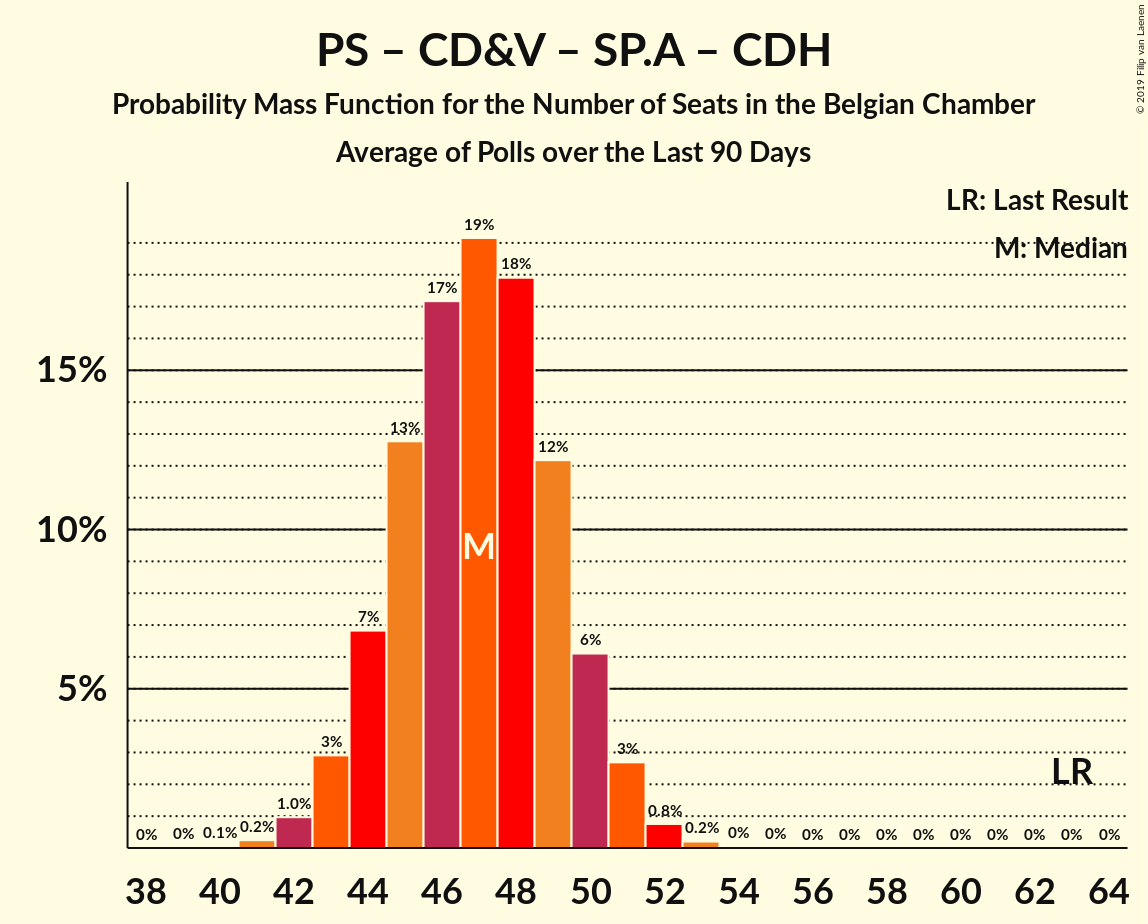 PS – CD&V – SP.A – CDH
Probability Mass Function for the Number of Seats in the Belgian Chamber
Average of Polls over the Last 90 Days
© 2019 Filip van Laenen
LR: Last Result
M: Median
15%
10%
5%
0% 0% 0.1% 0.2% 1.0% 3% 7% 13% 17% 19% 18% 12% 6% 3% 0.8% 0.2% 0% 0% 0% 0% 0% 0% 0% 0% 0% 0% 0%
M
LR
38 40 42 44 46 48 50 52 54 56 58 60 62 64